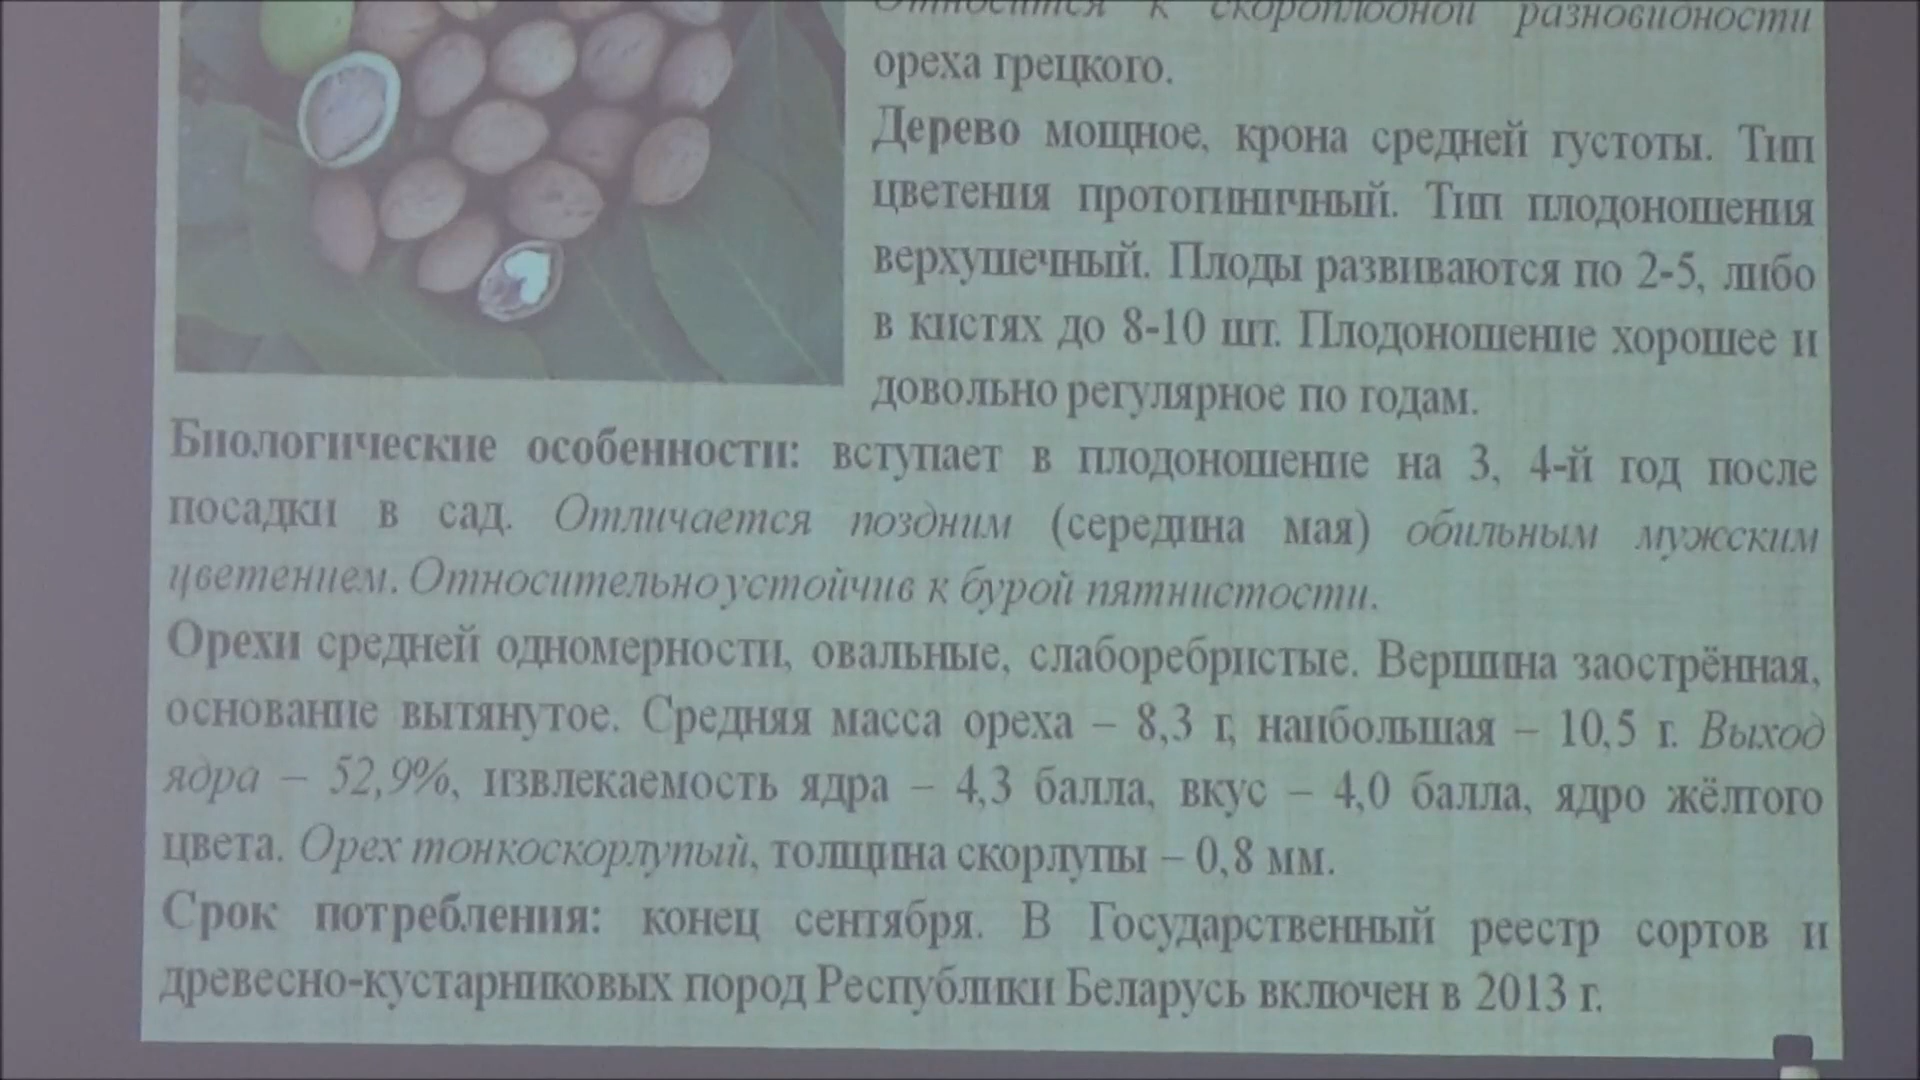 Относится к скороплодной разновидности
ореха грецкого.
Дерево мощное, крона средней густоты. Тип
цветения протогиничный. Тип плодоношения
верхушечный. Плоды развиваются по 2-5, либо
в кистях до 8-10 шт. Плодоношение хорошее и
довольно регулярное по годам.
Биологические особенности: вступает в плодоношение на 3, 4-й год после
посадки в сад. Отличается поздним (середина мая) обильным мужским
цветением. Относительно устойчив к бурой пятнистости.
Орехи средней одномерности, овальные, слаборебристые. Вершина заострённая,
основание вытянутое. Средняя масса ореха – 8,3 г, наибольшая – 10,5 г. Выход
ядра – 52,9%, извлекаемость ядра – 4,3 балла, вкус – 4,0 балла, ядро жёлтого
цвета. Орех тонкоскорлупый, толщина скорлупы – 0,8 мм.
Срок потребления: конец сентября. В Государственный реестр сортов и
древесно-кустарниковых пород Республики Беларусь включен в 2013 г.